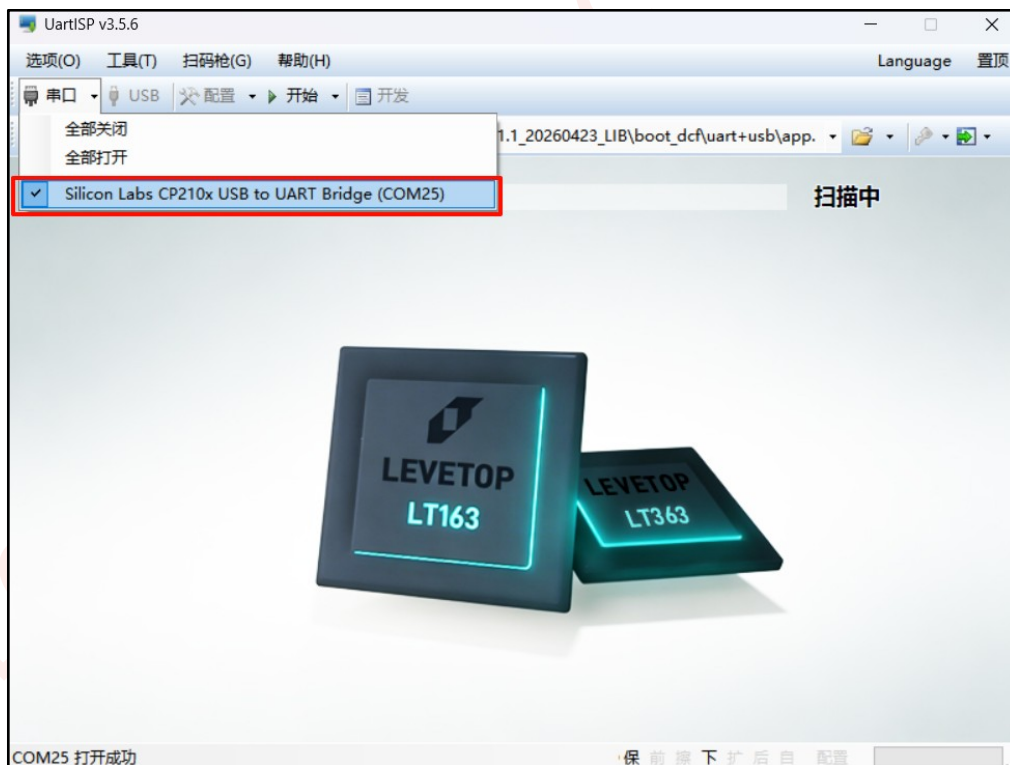 UartISP v3.5.6
选项(O) 工具(T) 扫码枪(G) 帮助(H) Language 置顶
串口 USB 配置 开始 开发
全部关闭
1.1_20260423_LIB\boot_dcf\uart+usb\app.
全部打开
Silicon Labs CP210x USB to UART Bridge (COM25)
扫描中
LEVETOP
LT163
LEVETOP
LT363
COM25 打开成功 保 前 擦 下 扩 后 自 配置